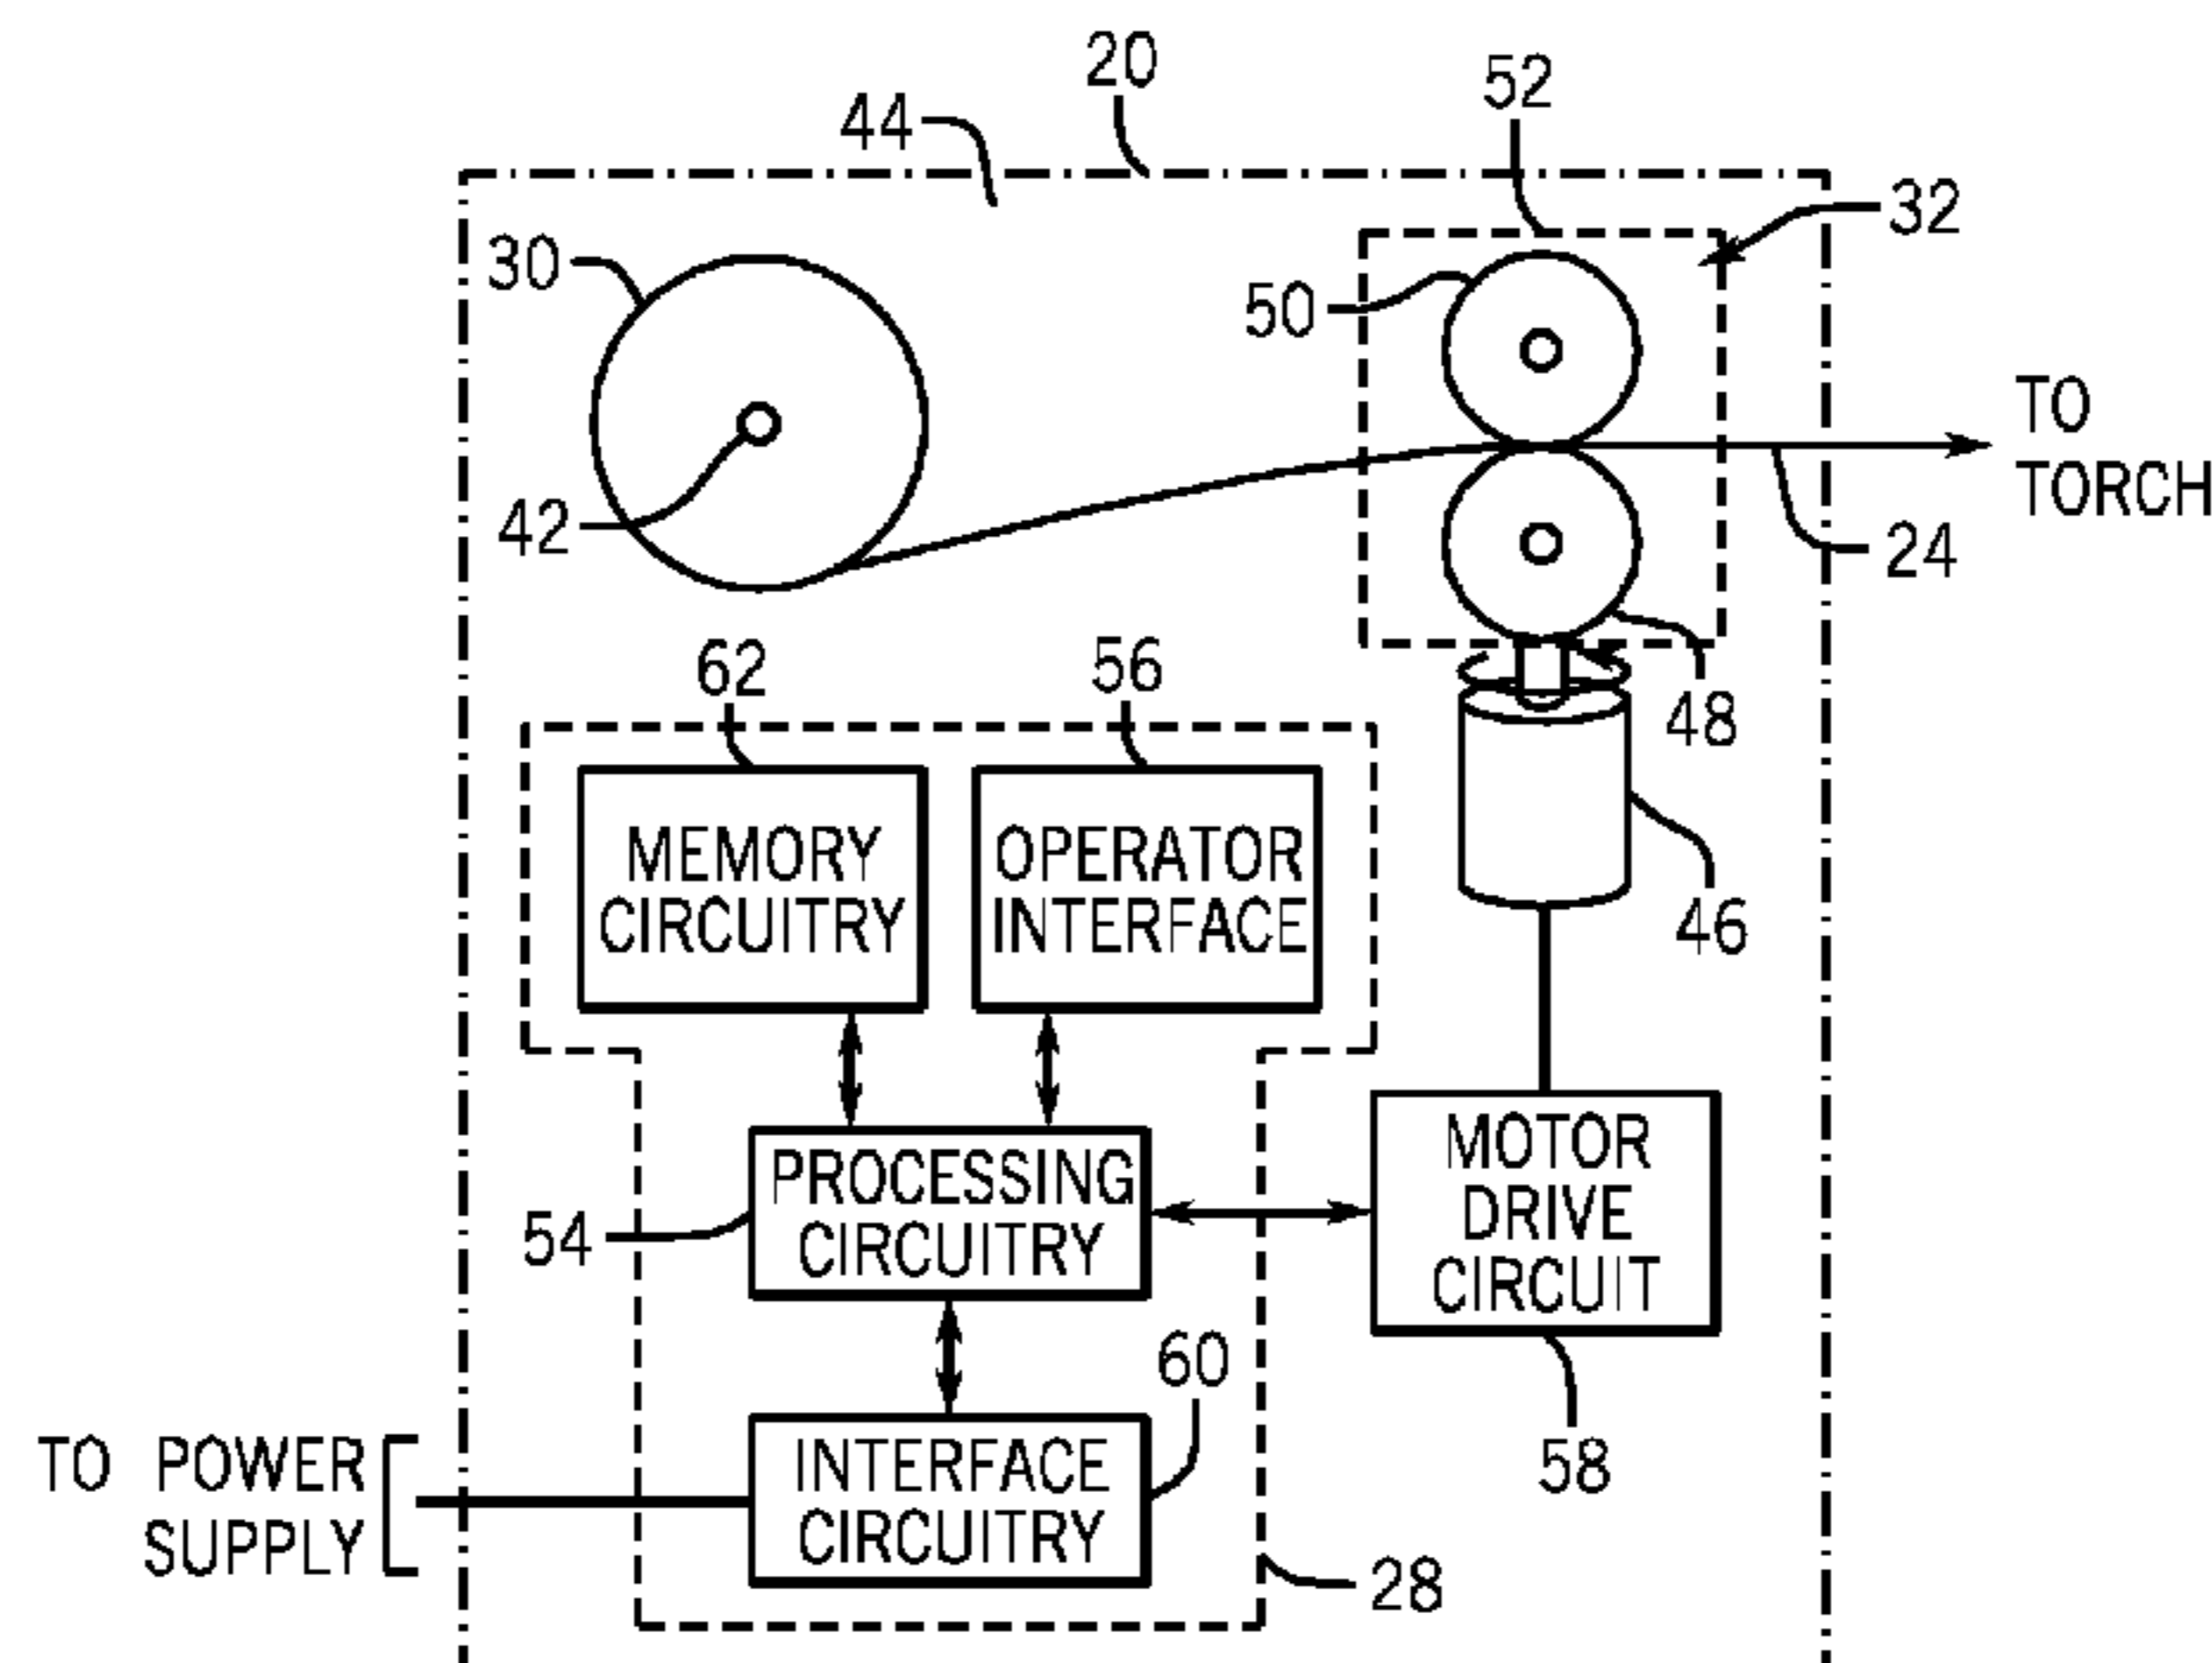 20
52
44
32
30
50
TO
TORCH
42
24
62
56
48
MEMORY
CIRCUITRY
OPERATOR
INTERFACE
46
PROCESSING
CIRCUITRY
54
MOTOR
DRIVE
CIRCUIT
60
58
TO POWER
SUPPLY
INTERFACE
CIRCUITRY
28